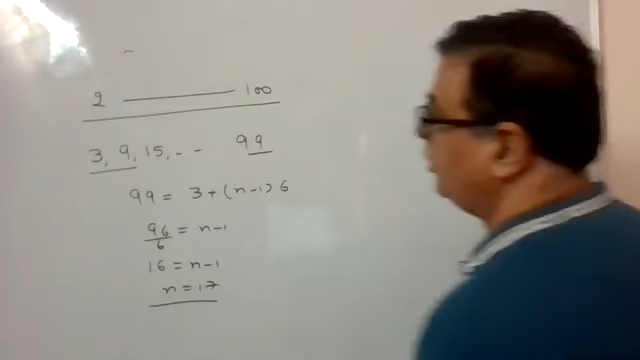 2 ——— 100
3, 9, 15, - - 99
99 = 3 + (n-1) 6
96/6 = n-1
16 = n-1
n = 17